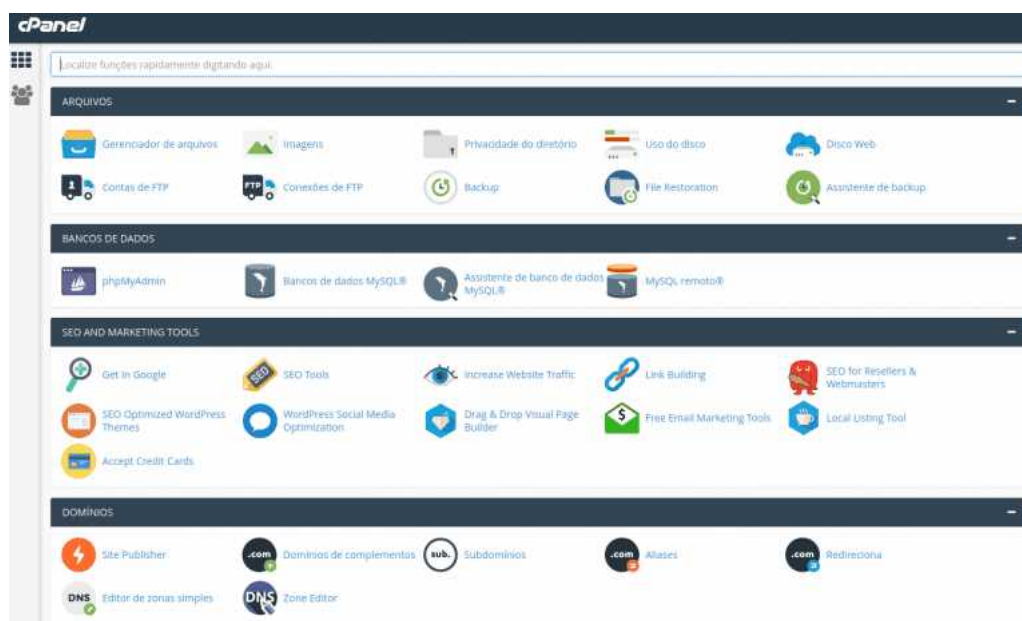 cPanel
Localize funções rapidamente digitando aqui.
ARQUIVOS
Gerenciador de arquivos
Imagens
Privacidade do diretório
Uso do disco
Disco Web
Contas de FTP
FTP
Conexões de FTP
Backup
File Restoration
Assistente de backup
BANCOS DE DADOS
phpMyAdmin
Bancos de dados MySQL®
Assistente de banco de dados
MySQL®
MySQL remoto®
SEO AND MARKETING TOOLS
Get in Google
SEO
SEO Tools
Increase Website Traffic
Link Building
SEO for Resellers &
Webmasters
SEO Optimized WordPress
Themes
WordPress Social Media
Optimization
Drag & Drop Visual Page
Builder
$
Free Email Marketing Tools
Local Listing Tool
Accept Credit Cards
DOMÍNIOS
Site Publisher
.com
Domínios de complementos
sub.
Subdomínios
.com
Aliases
.com
Redireciona
DNS
Editor de zonas simples
DNS
Zone Editor